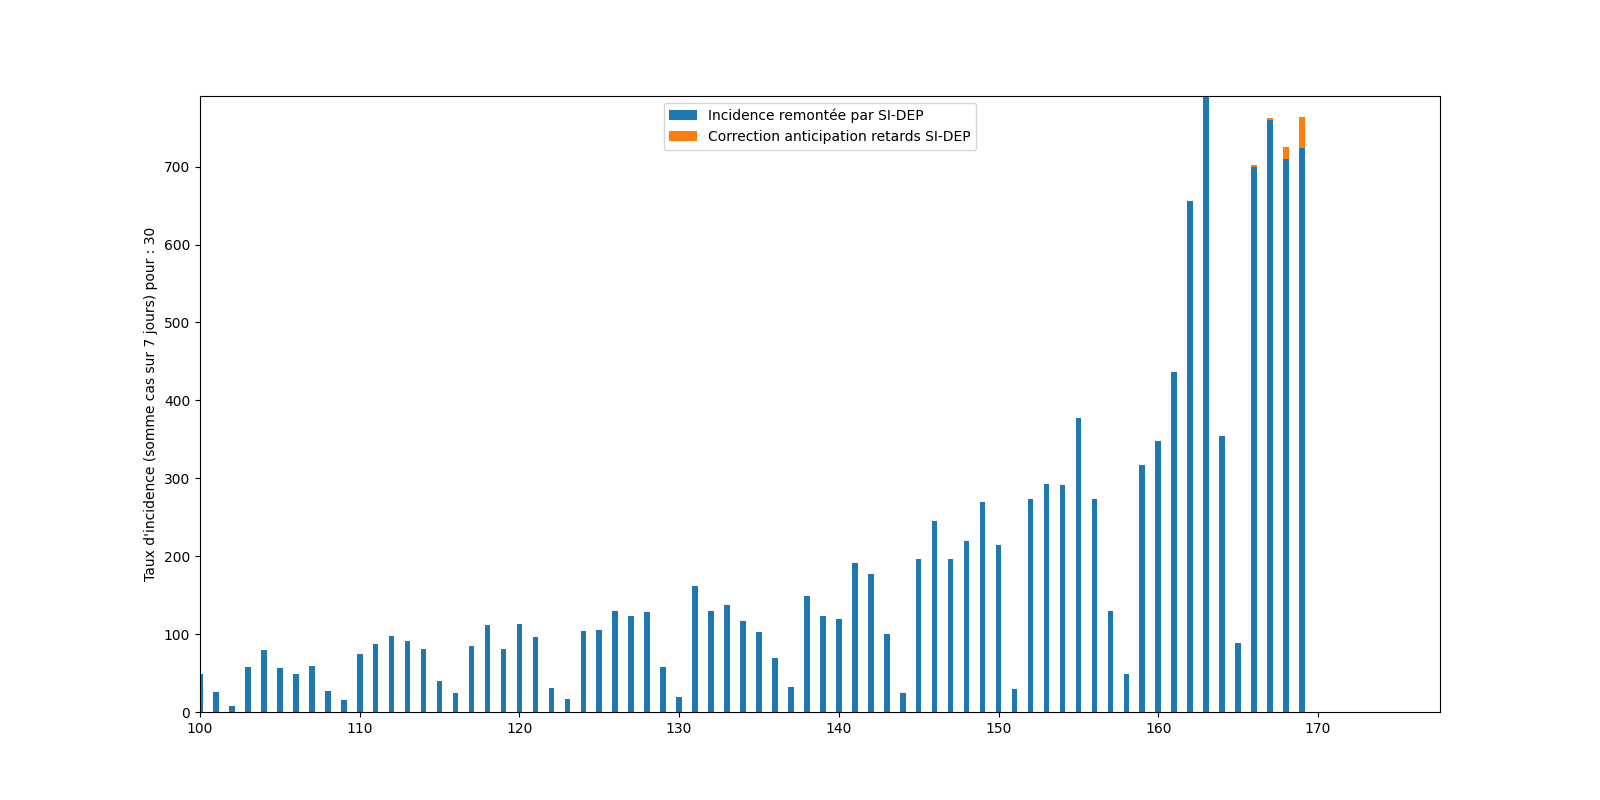 Incidence remontée par SI-DEP
Correction anticipation retards SI-DEP
Taux d'incidence (somme cas sur 7 jours) pour : 30
700
600
500
400
300
200
100
0
100 110 120 130 140 150 160 170